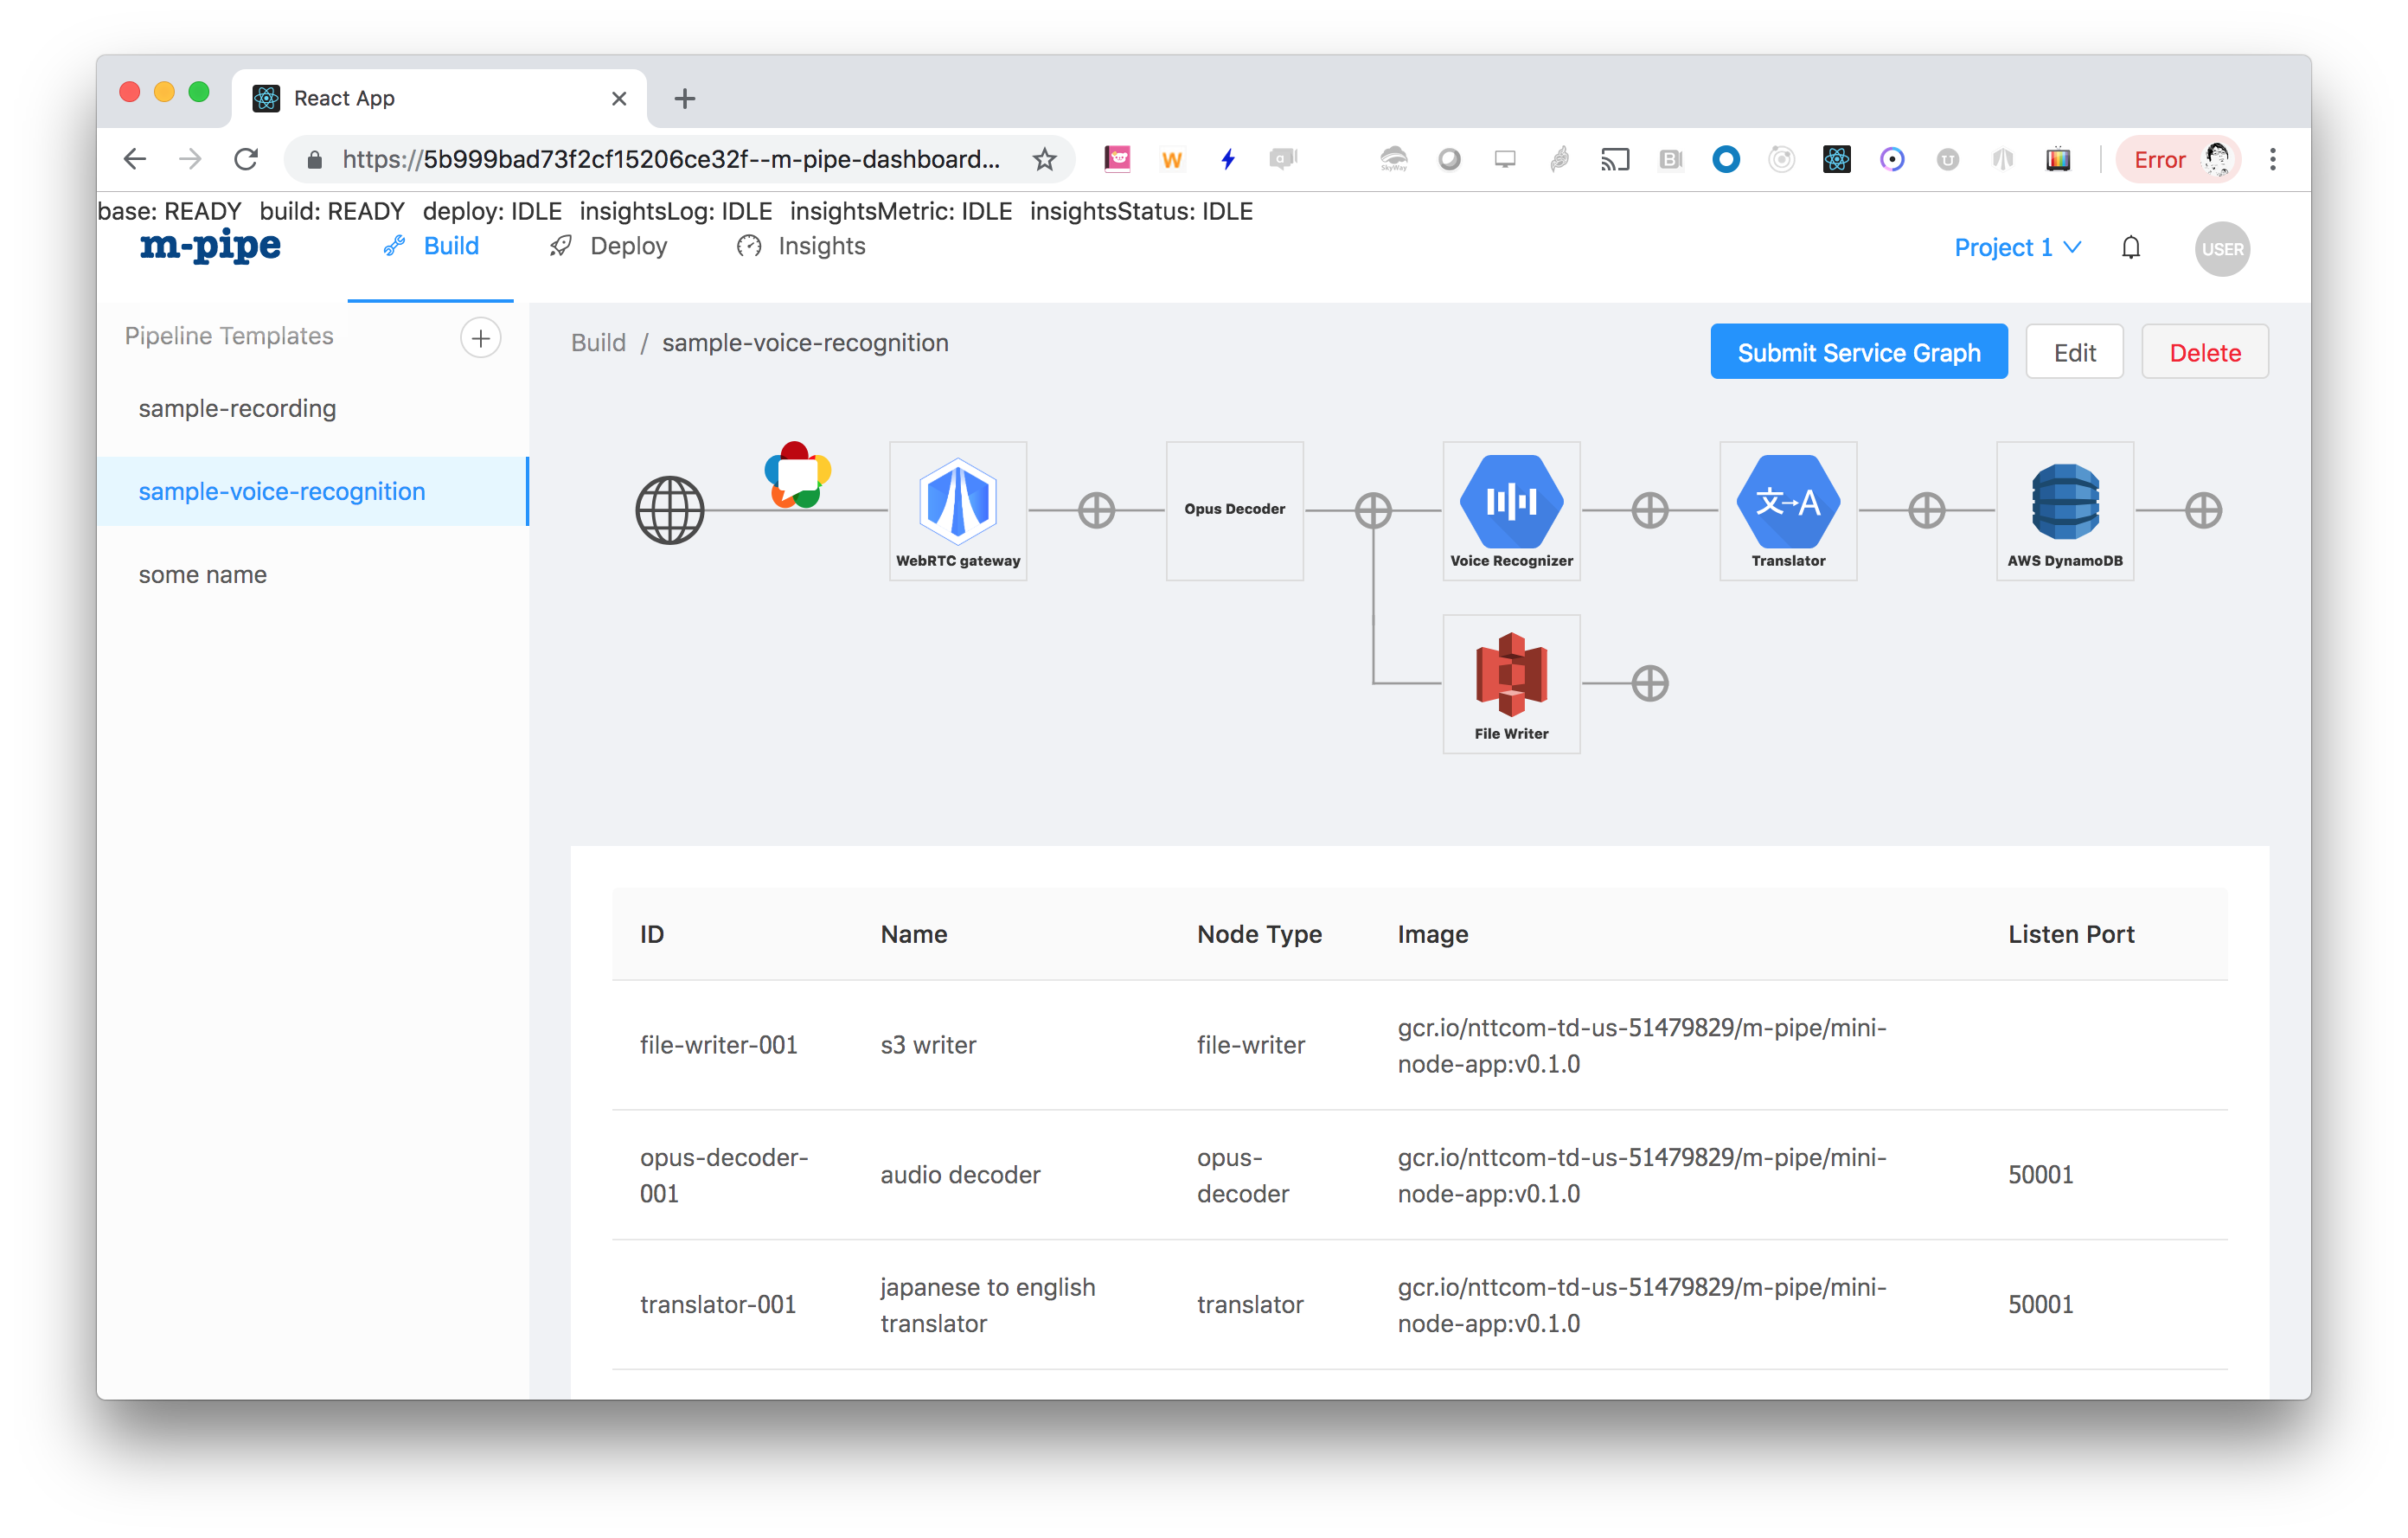 React App
https://5b999bad73f2cf15206ce32f--m-pipe-dashboard...
W
a
SkyWay
B
U
Error
base: READY build: READY deploy: IDLE insightsLog: IDLE insightsMetric: IDLE insightsStatus: IDLE
m-pipe
Build
Deploy
Insights
Project 1
USER
Pipeline Templates
sample-recording
sample-voice-recognition
some name
Build / sample-voice-recognition
Submit Service Graph
Edit
Delete
文→A
Opus Decoder
WebRTC gateway
Voice Recognizer
Translator
AWS DynamoDB
File Writer
ID Name Node Type Image Listen Port
file-writer-001
s3 writer
file-writer
gcr.io/nttcom-td-us-51479829/m-pipe/mini-
node-app:v0.1.0
opus-decoder-
001
audio decoder
opus-
decoder
gcr.io/nttcom-td-us-51479829/m-pipe/mini-
node-app:v0.1.0
50001
translator-001
japanese to english
translator
translator
gcr.io/nttcom-td-us-51479829/m-pipe/mini-
node-app:v0.1.0
50001